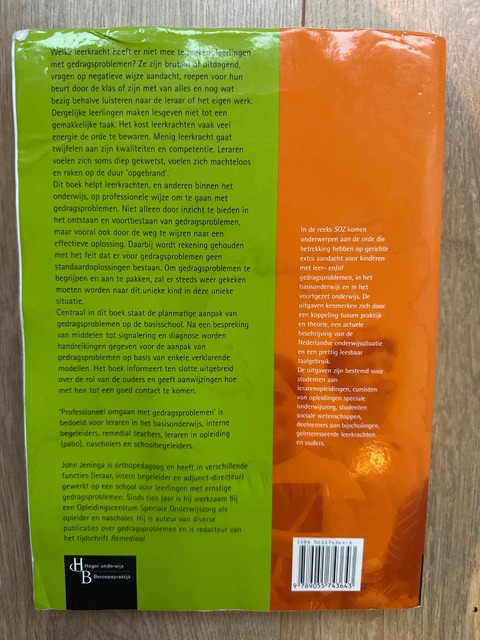 Welke leerkracht heeft er niet mee te maken, leerlingen
met gedragsproblemen? Ze zijn brutaal of uitdagend,
vragen op negatieve wijze aandacht, roepen voor hun
beurt door de klas of zijn met van alles en nog wat
bezig behalve luisteren naar de leraar of het eigen werk.
Dergelijke leerlingen maken lesgeven niet tot een
gemakkelijke taak. Het kost leerkrachten vaak veel
energie de orde te bewaren. Menig leerkracht gaat
twijfelen aan zijn kwaliteiten en competentie. Leraren
voelen zich soms diep gekwetst, voelen zich machteloos
en raken op de duur 'opgebrand'.
Dit boek helpt leerkrachten, en anderen binnen het
onderwijs, op professionele wijze om te gaan met
gedragsproblemen. Niet alleen door inzicht te bieden in
het ontstaan en voortbestaan van gedragsproblemen,
maar vooral ook door de weg te wijzen naar een
effectieve oplossing. Daarbij wordt rekening gehouden
met het feit dat er voor gedragsproblemen geen
standaardoplossingen bestaan. Om gedragsproblemen te
begrijpen en aan te pakken, zal er steeds weer gekeken
moeten worden naar dit unieke kind in déze unieke
situatie.
Centraal in dit boek staat de planmatige aanpak van
gedragsproblemen op de basisschool. Na een bespreking
van middelen tot signalering en diagnose worden
handreikingen gegeven voor de aanpak van
gedragsproblemen op basis van enkele verklarende
modellen. Het boek informeert ten slotte uitgebreid
over de rol van de ouders en geeft aanwijzingen hoe
met hen tot een goed contact te komen.
'Professioneel omgaan met gedragsproblemen' is
bedoeld voor leraren in het basisonderwijs, interne
begeleiders, remedial teachers, leraren in opleiding
(pabo), nascholers en schoolbegeleiders.
John Jeninga is orthopedagoog en heeft in verschillende
functies (leraar, intern begeleider en adjunct-directeur)
gewerkt op een school voor leerlingen met ernstige
gedragsproblemen. Sinds tien jaar is hij werkzaam bij
een Opleidingscentrum Speciale Onderwijszorg als
opleider en nascholer. Hij is auteur van diverse
publicaties over gedragsproblemen en is redacteur van
het tijdschrift Remediaal.
H B
Hoger onderwijs
Beroepspraktijk
In de reeks SOZ komen
onderwerpen aan de orde die
betrekking hebben op gerichte
extra aandacht voor kinderen
met leer- en/of
gedragsproblemen, in het
basisonderwijs en in het
voortgezet onderwijs. De
uitgaven kenmerken zich door
een koppeling tussen praktijk
en theorie, een actuele
beschrijving van de
Nederlandse onderwijssituatie
en een prettig leesbaar
taalgebruik.
De uitgaven zijn bestemd voor:
studenten aan
lerarenopleidingen, cursisten
van opleidingen speciale
onderwijszorg, studenten
sociale wetenschappen,
deelnemers aan bijscholingen,
geïnteresseerde leerkrachten
en ouders.
9 789055 743643